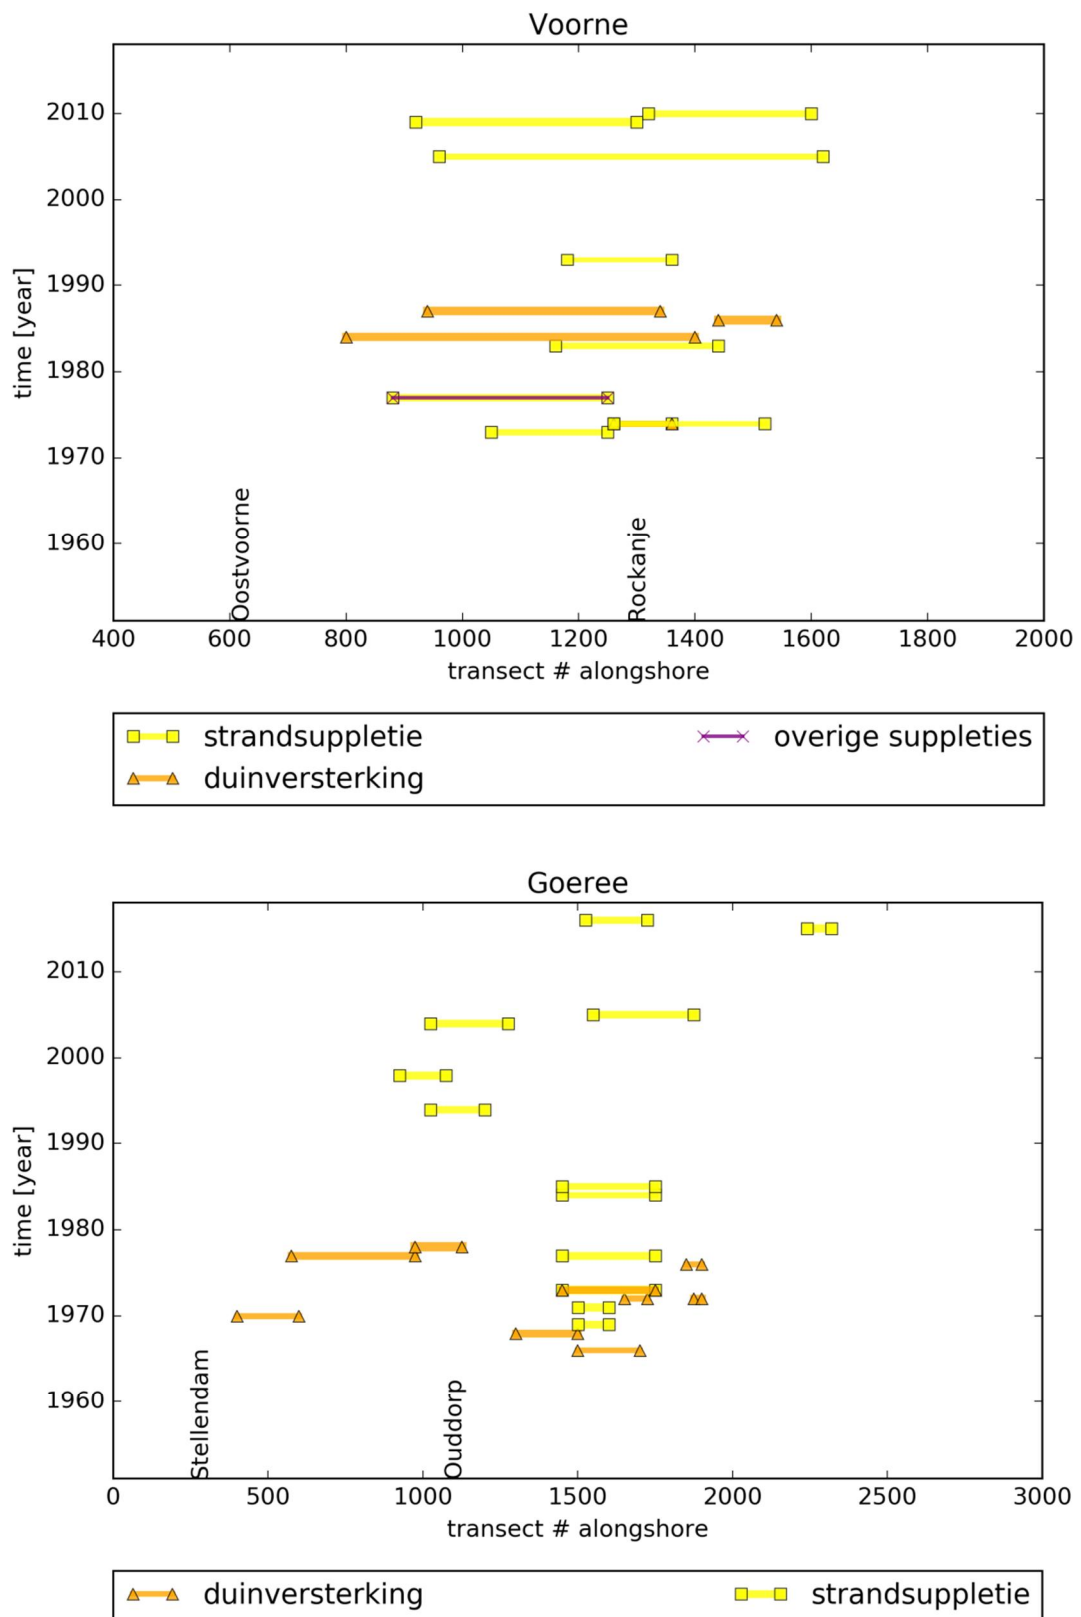 Voorne
2010
2000
1990
1980
1970
1960
time [year]
Oostvoorne
Rockanje
400 600 800 1000 1200 1400 1600 1800 2000
transect # alongshore
strandsuppletie overige suppleties
duinversterking
Goeree
2010
2000
1990
1980
1970
1960
time [year]
Stellendam
Ouddorp
0 500 1000 1500 2000 2500 3000
transect # alongshore
duinversterking strandsuppletie